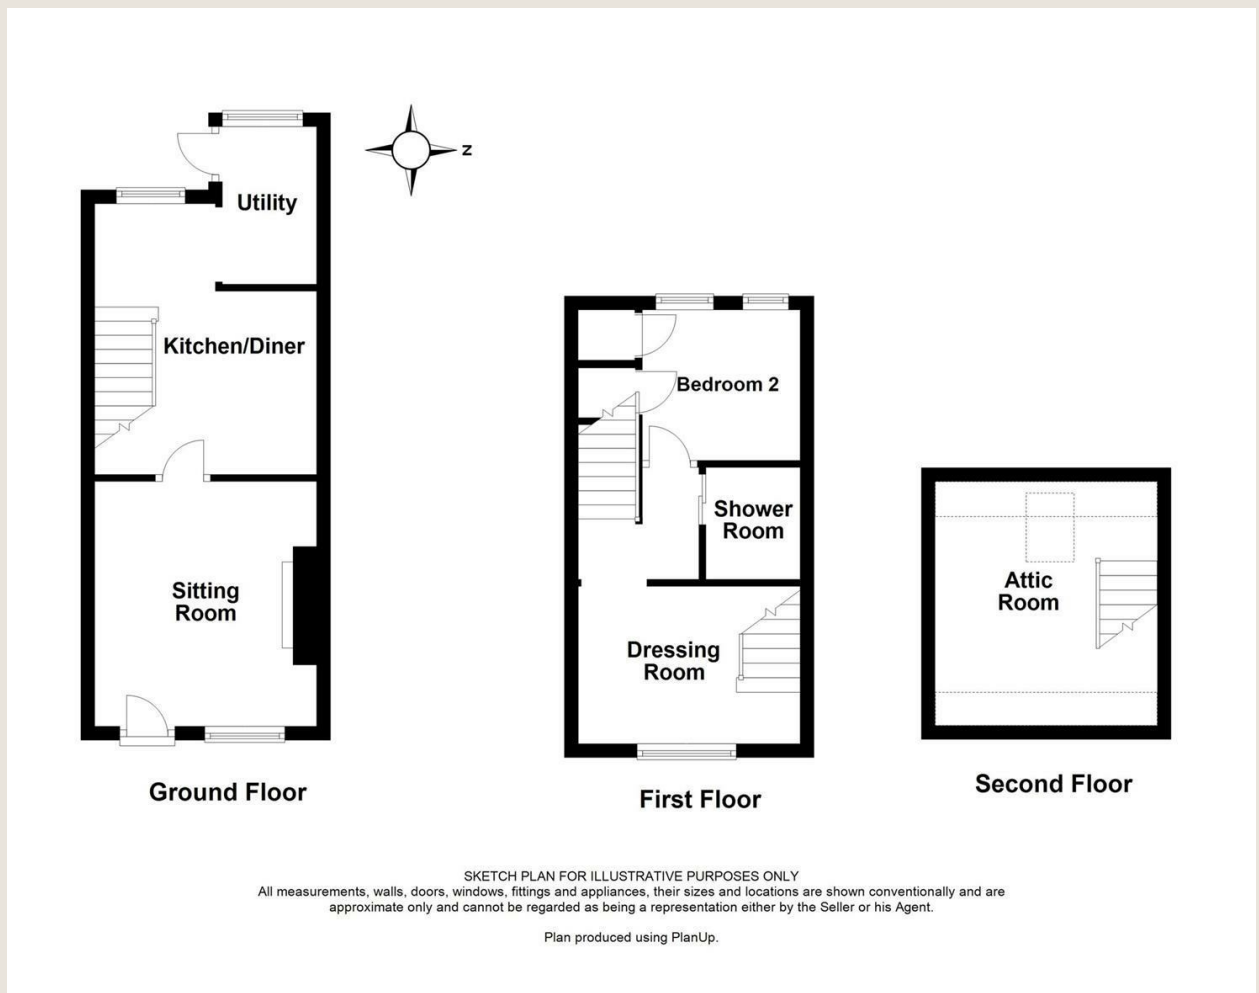 Utility
N
Kitchen/Diner
Sitting
Room
Ground Floor
Bedroom 2
Shower
Room
Dressing
Room
First Floor
Attic
Room
Second Floor
SKETCH PLAN FOR ILLUSTRATIVE PURPOSES ONLY
All measurements, walls, doors, windows, fittings and appliances, their sizes and locations are shown conventionally and are
approximate only and cannot be regarded as being a representation either by the Seller or his Agent.
Plan produced using PlanUp.